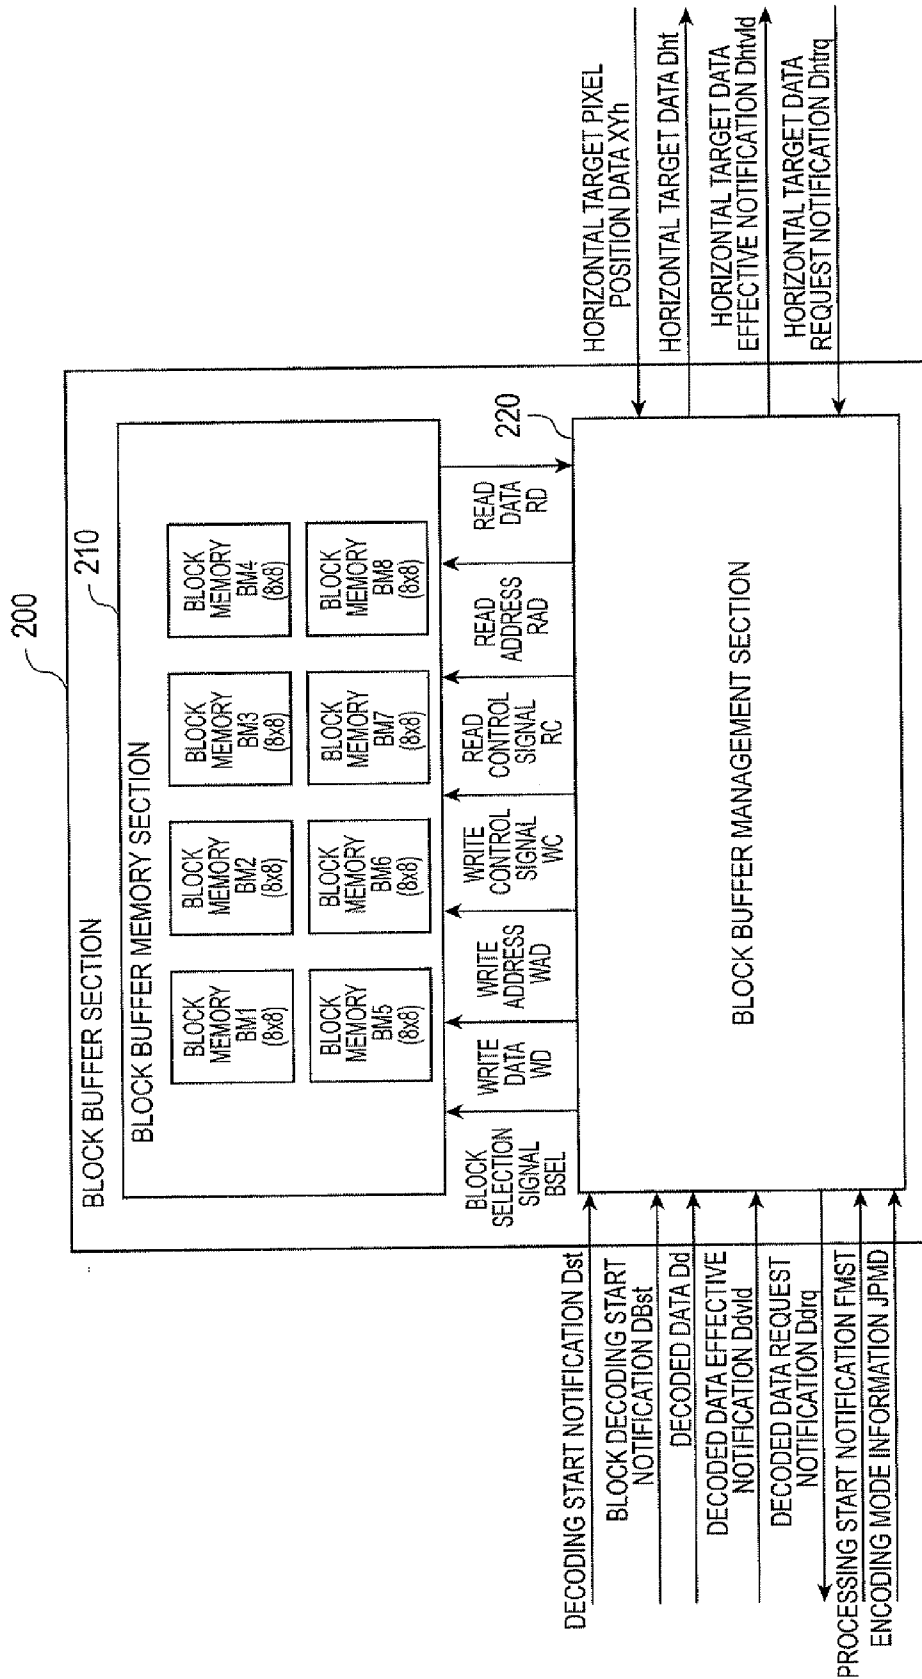 200
BLOCK BUFFER SECTION
210
BLOCK BUFFER MEMORY SECTION
BLOCK
MEMORY
BM1
(8x8)
BLOCK
MEMORY
BM2
(8x8)
BLOCK
MEMORY
BM3
(8x8)
BLOCK
MEMORY
BM4
(8x8)
BLOCK
MEMORY
BM5
(8x8)
BLOCK
MEMORY
BM6
(8x8)
BLOCK
MEMORY
BM7
(8x8)
BLOCK
MEMORY
BM8
(8x8)
BLOCK
SELECTION
SIGNAL
BSEL
WRITE
DATA
WD
WRITE
ADDRESS
WAD
WRITE
CONTROL
SIGNAL
WC
READ
CONTROL
SIGNAL
RC
READ
ADDRESS
RAD
READ
DATA
RD
220
BLOCK BUFFER MANAGEMENT SECTION
DECODING START NOTIFICATION Dst
BLOCK DECODING START
NOTIFICATION DBst
DECODED DATA Dd
DECODED DATA EFFECTIVE
NOTIFICATION Ddvld
DECODED DATA REQUEST
NOTIFICATION Ddrq
PROCESSING START NOTIFICATION FMST
ENCODING MODE INFORMATION JPMD
HORIZONTAL TARGET PIXEL
POSITION DATA XYh
HORIZONTAL TARGET DATA Dht
HORIZONTAL TARGET DATA
EFFECTIVE NOTIFICATION Dhtvld
HORIZONTAL TARGET DATA
REQUEST NOTIFICATION Dhtrq